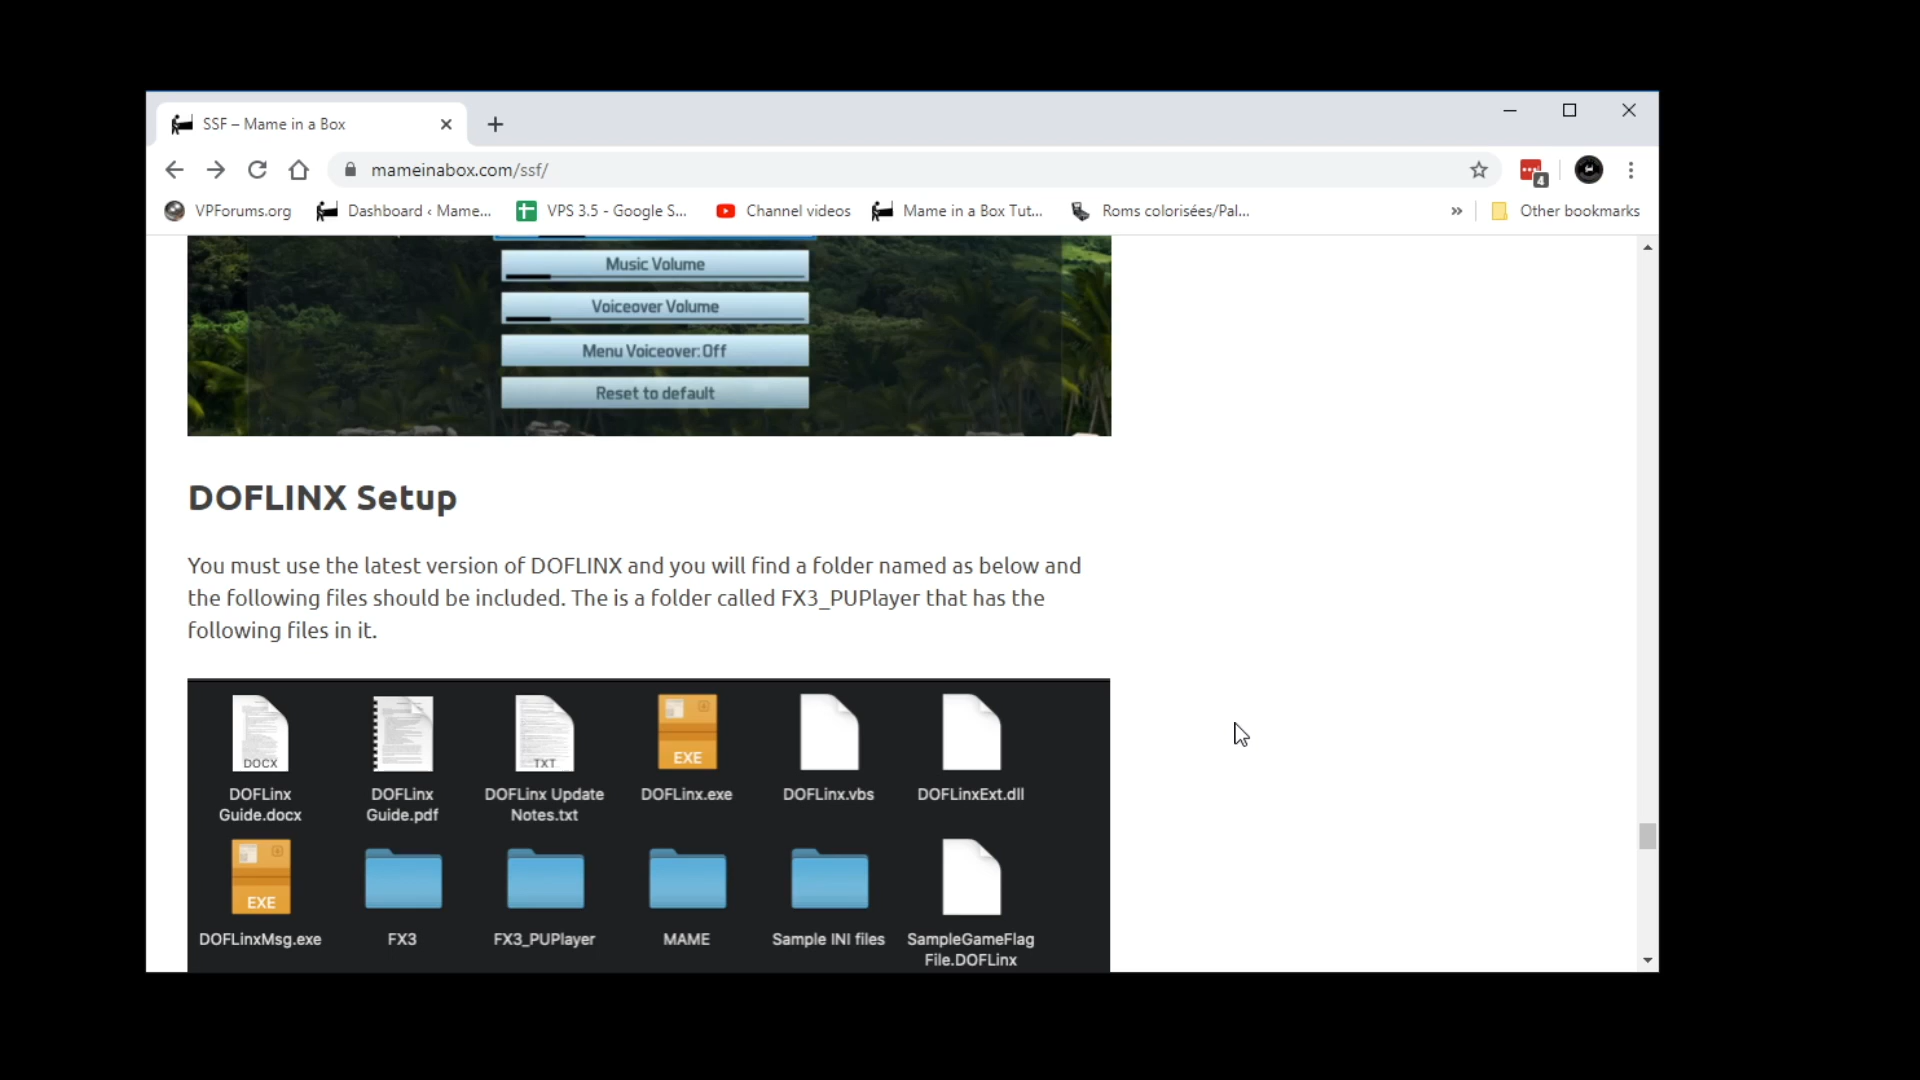 SSF – Mame in a Box
mameinabox.com/ssf/
4
VPForums.org
Dashboard ‹ Mame...
VPS 3.5 - Google S...
Channel videos
Mame in a Box Tut...
Roms colorisées/Pal...
»
Other bookmarks
Music Volume
Voiceover Volume
Menu Voiceover: Off
Reset to default
DOFLINX Setup
You must use the latest version of DOFLINX and you will find a folder named as below and
the following files should be included. The is a folder called FX3_PUPlayer that has the
following files in it.
DOCX
TXT
EXE
DOFLinx
Guide.docx
DOFLinx
Guide.pdf
DOFLinx Update
Notes.txt
DOFLinx.exe
DOFLinx.vbs
DOFLinxExt.dll
EXE
DOFLinxMsg.exe
FX3
FX3_PUPlayer
MAME
Sample INI files
SampleGameFlag
File.DOFLinx